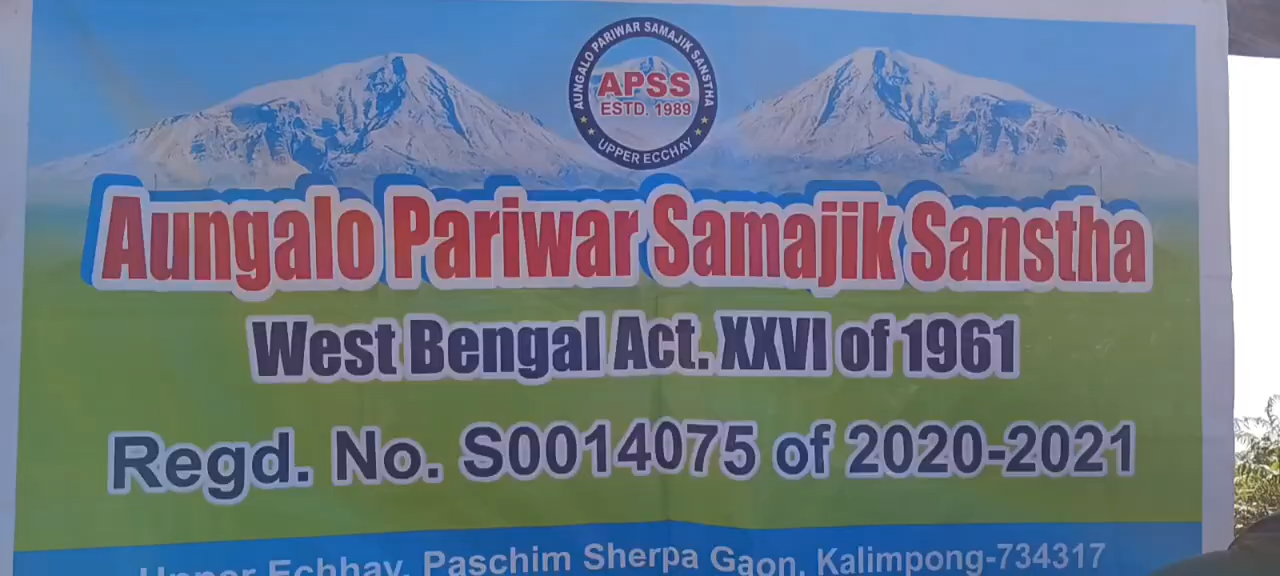 AUNGALO PARIWAR SAMAJIK SANSTHA
APSS
ESTD. 1989
UPPER ECCHAY
Aungalo Pariwar Samajik Sanstha
West Bengal Act. XXVI of 1961
Regd. No. S0014075 of 2020-2021
Upper Echhay, Paschim Sherpa Gaon, Kalimpong-734317